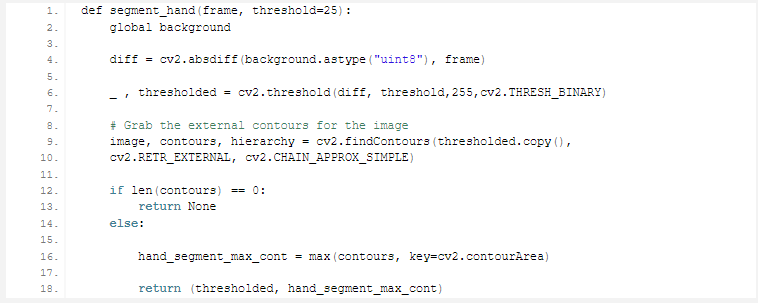 1. def segment_hand(frame, threshold=25):
2. global background
3.
4. diff = cv2.absdiff(background.astype("uint8"), frame)
5.
6. _ , thresholded = cv2.threshold(diff, threshold,255,cv2.THRESH_BINARY)
7.
8. # Grab the external contours for the image
9. image, contours, hierarchy = cv2.findContours(thresholded.copy(),
10. cv2.RETR_EXTERNAL, cv2.CHAIN_APPROX_SIMPLE)
11.
12. if len(contours) == 0:
13. return None
14. else:
15.
16. hand_segment_max_cont = max(contours, key=cv2.contourArea)
17.
18. return (thresholded, hand_segment_max_cont)